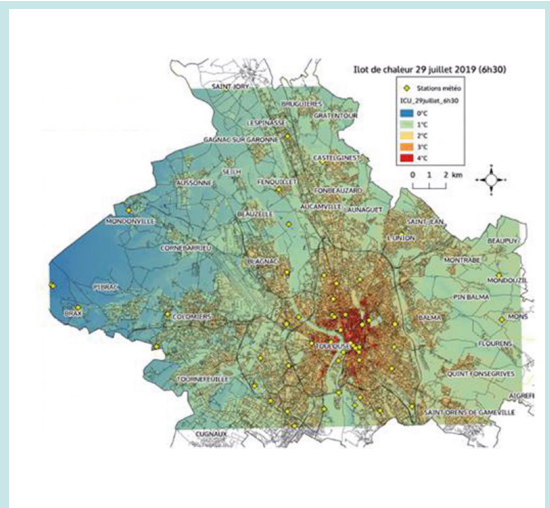 Ilot de chaleur 29 juillet 2019 (6h30)
Stations météo
ICU_29juillet_6h30
0°C
1°C
2°C
3°C
4°C
0 1 2 km
SAINT JORY
BRUGUIERES
GRATENTOUR
LESPINASSE
GAGNAC SUR GARONNE
CASTELGINEST
SEILH
AUSSONNE
FENOUILLET
FONBEAUZARD
AUCAMVILLE
LAUNAGUET
MONDONVILLE
BEAUZELLE
SAINT JEAN
L'UNION
BEAUPUY
CORNEBARRIEU
MONTRABE
BLAGNAC
MONDOUZIL
PIBRAC
PIN BALMA
BRAX
COLOMIERS
BALMA
MONS
TOULOUSE
FLOURENS
TOURNEFEUILLE
QUINT FONSEGRIVES
AIGREFE
SAINT ORENS DE GAMEVILLE
CUGNAUX